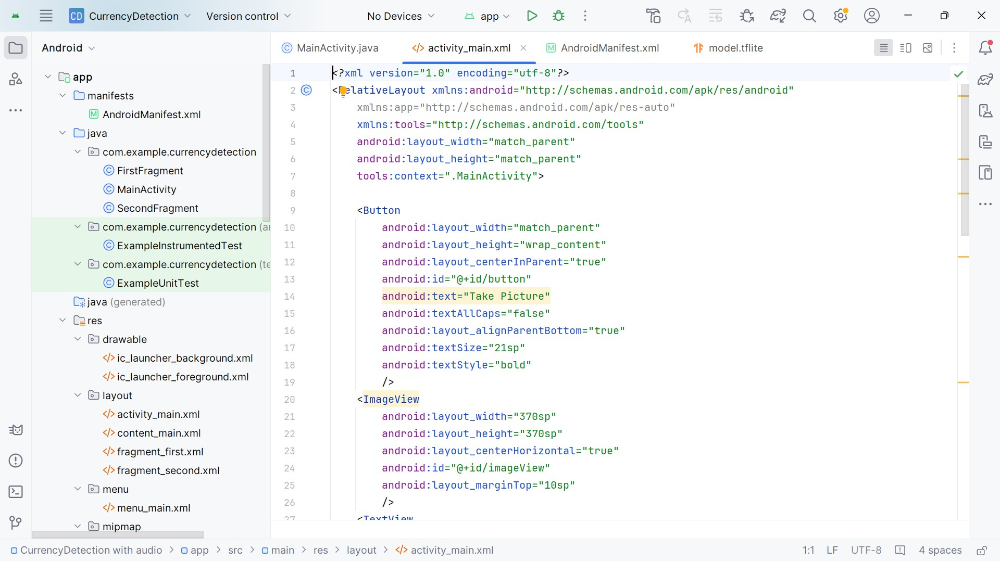 CD CurrencyDetection Version control No Devices app
Android
MainActivity.java activity_main.xml AndroidManifest.xml model.tflite
app
manifests
AndroidManifest.xml
java
com.example.currencydetection
FirstFragment
MainActivity
SecondFragment
com.example.currencydetection (ar
ExampleInstrumentedTest
com.example.currencydetection (te
ExampleUnitTest
java (generated)
res
drawable
ic_launcher_background.xml
ic_launcher_foreground.xml
layout
activity_main.xml
content_main.xml
fragment_first.xml
fragment_second.xml
menu
menu_main.xml
mipmap
1 <?xml version="1.0" encoding="utf-8"?>
2 <RelativeLayout xmlns:android="http://schemas.android.com/apk/res/android"
3 xmlns:app="http://schemas.android.com/apk/res-auto"
4 xmlns:tools="http://schemas.android.com/tools"
5 android:layout_width="match_parent"
6 android:layout_height="match_parent"
7 tools:context=".MainActivity">
8
9 <Button
10 android:layout_width="match_parent"
11 android:layout_height="wrap_content"
12 android:layout_centerInParent="true"
13 android:id="@+id/button"
14 android:text="Take Picture"
15 android:textAllCaps="false"
16 android:layout_alignParentBottom="true"
17 android:textSize="21sp"
18 android:textStyle="bold"
19 />
20 <ImageView
21 android:layout_width="370sp"
22 android:layout_height="370sp"
23 android:layout_centerHorizontal="true"
24 android:id="@+id/imageView"
25 android:layout_marginTop="10sp"
26 />
27 <TextView
CurrencyDetection with audio > app > src > main > res > layout > activity_main.xml 1:1 LF UTF-8 4 spaces